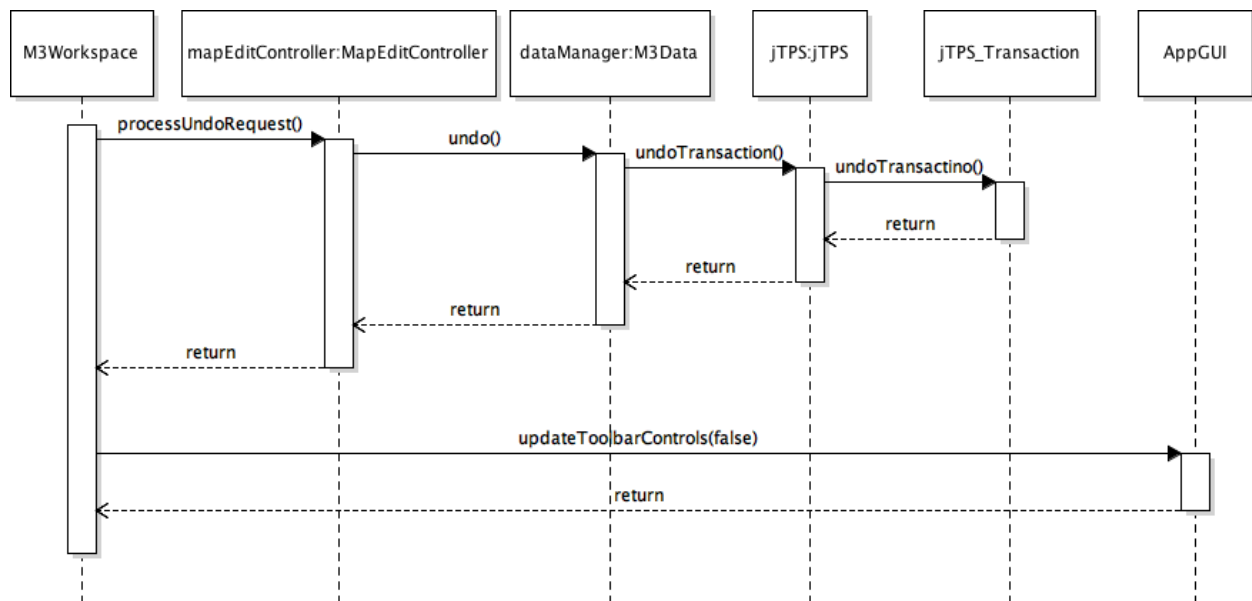 M3Workspace
mapEditController:MapEditController
dataManager:M3Data
jTPS:jTPS
jTPS_Transaction
AppGUI
processUndoRequest()
undo()
undoTransaction()
undoTransactino()
return
return
return
return
updateToolbarControls(false)
return